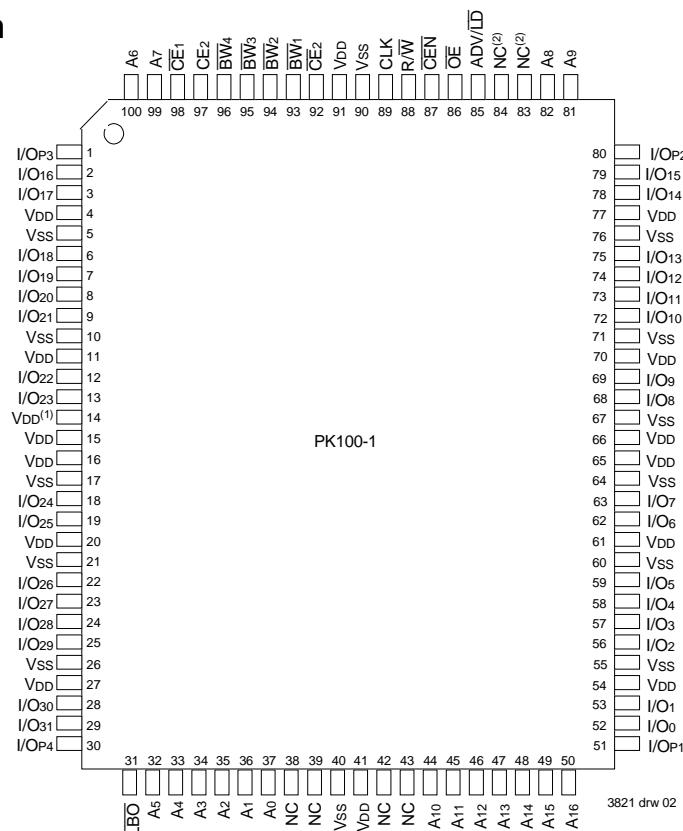 A6 A7 C̅E̅1 CE2 B̅W̅4 B̅W̅3 B̅W̅2 B̅W̅1 C̅E̅2 VDD VSS CLK R/W̅ C̅E̅N̅ O̅E̅ ADV/L̅D̅ NC(2) NC(2) A8 A9
100 99 98 97 96 95 94 93 92 91 90 89 88 87 86 85 84 83 82 81
I/OP3 1 80 I/OP2
I/O16 2 79 I/O15
I/O17 3 78 I/O14
VDD 4 77 VDD
VSS 5 76 VSS
I/O18 6 75 I/O13
I/O19 7 74 I/O12
I/O20 8 73 I/O11
I/O21 9 72 I/O10
VSS 10 71 VSS
VDD 11 70 VDD
I/O22 12 69 I/O9
I/O23 13 68 I/O8
VDD(1) 14 67 VSS
VDD 15 66 VDD
PK100-1
VDD 16 65 VDD
VSS 17 64 VSS
I/O24 18 63 I/O7
I/O25 19 62 I/O6
VDD 20 61 VDD
VSS 21 60 VSS
I/O26 22 59 I/O5
I/O27 23 58 I/O4
I/O28 24 57 I/O3
I/O29 25 56 I/O2
VSS 26 55 VSS
VDD 27 54 VDD
I/O30 28 53 I/O1
I/O31 29 52 I/O0
I/OP4 30 51 I/OP1
31 32 33 34 35 36 37 38 39 40 41 42 43 44 45 46 47 48 49 50
L̅B̅O̅ A5 A4 A3 A2 A1 A0 NC NC VSS VDD NC NC A10 A11 A12 A13 A14 A15 A16
3821 drw 02